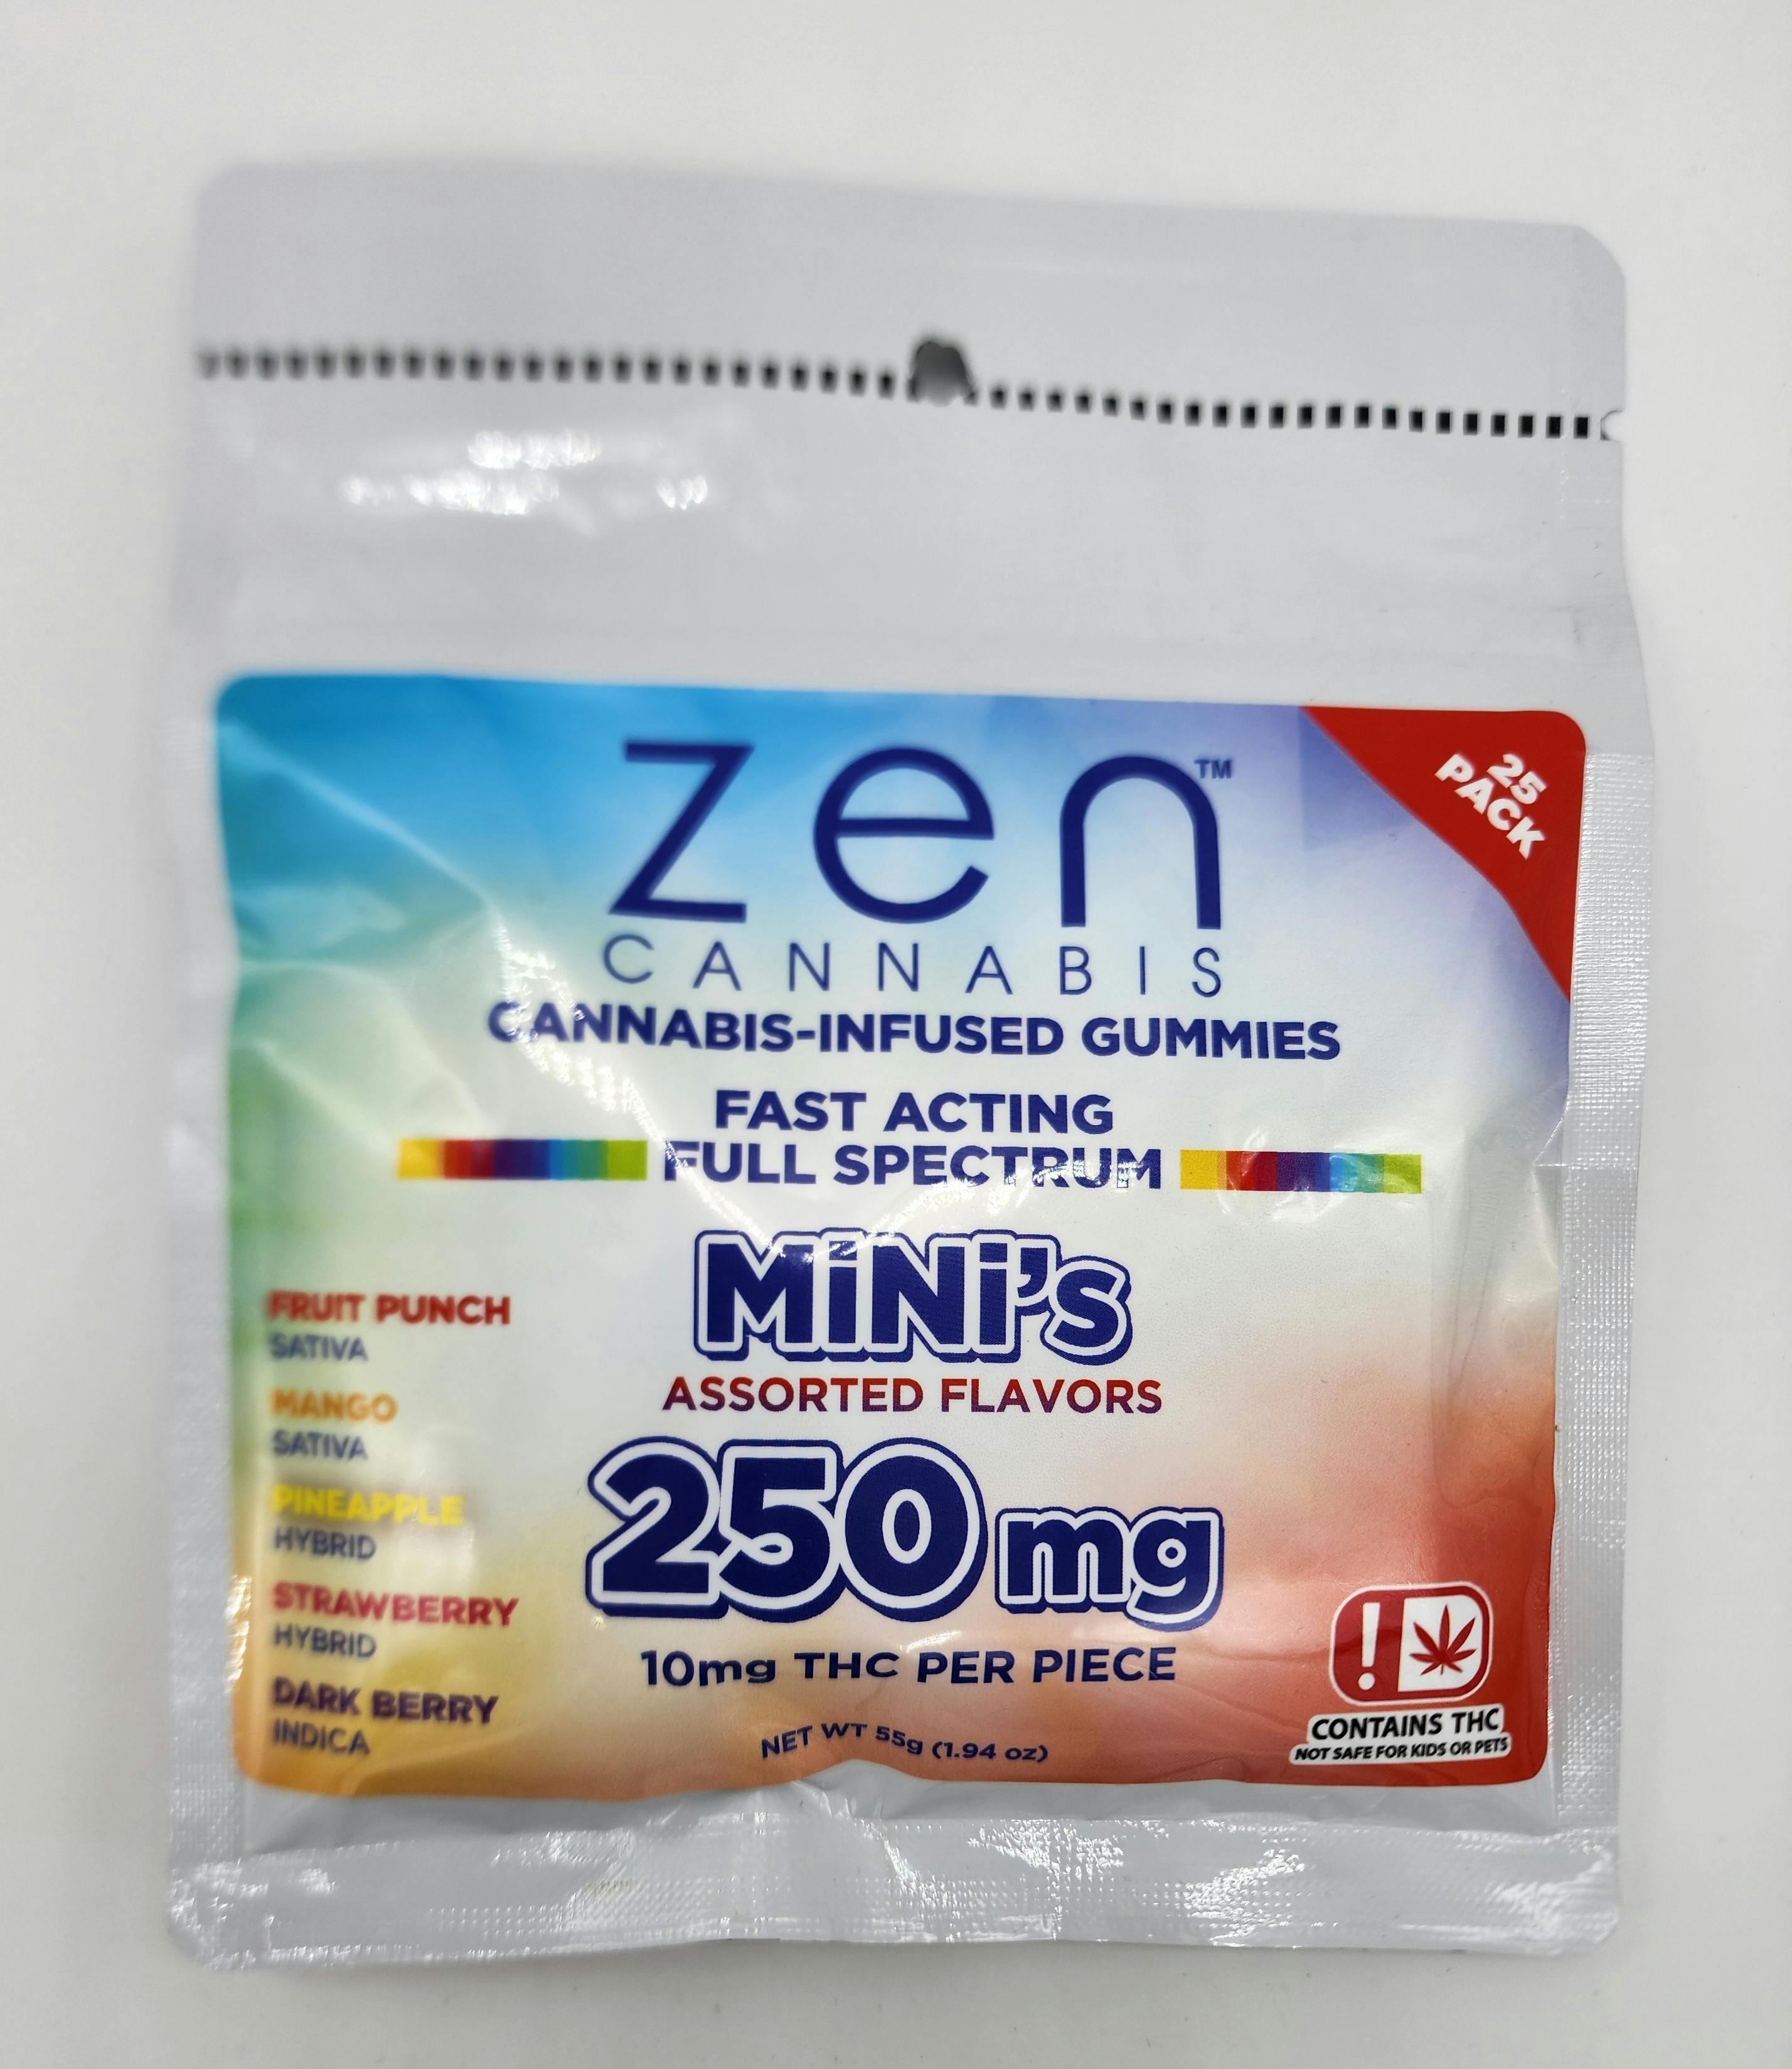 zen™
CANNABIS
25
PACK
CANNABIS-INFUSED GUMMIES
FAST ACTING
FULL SPECTRUM
MiNi's
ASSORTED FLAVORS
250 mg
10mg THC PER PIECE
NET WT 55g (1.94 oz)
FRUIT PUNCH
SATIVA
MANGO
SATIVA
PINEAPPLE
HYBRID
STRAWBERRY
HYBRID
DARK BERRY
INDICA
!
CONTAINS THC
NOT SAFE FOR KIDS OR PETS